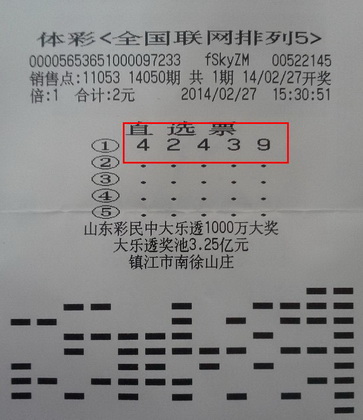 体彩<全国联网排列5>
00005653651000097233 fSkyZM 00522145
销售点:11053 14050期 共 1期 14/02/27开奖
倍:1 合计:2元 2014/02/27 15:30:51
直选票
① 4 2 4 3 9
② - - - - -
③ - - - - -
④ - - - - -
⑤ - - - - -
山东彩民中大乐透1000万大奖
大乐透奖池3.25亿元
镇江市南徐山庄